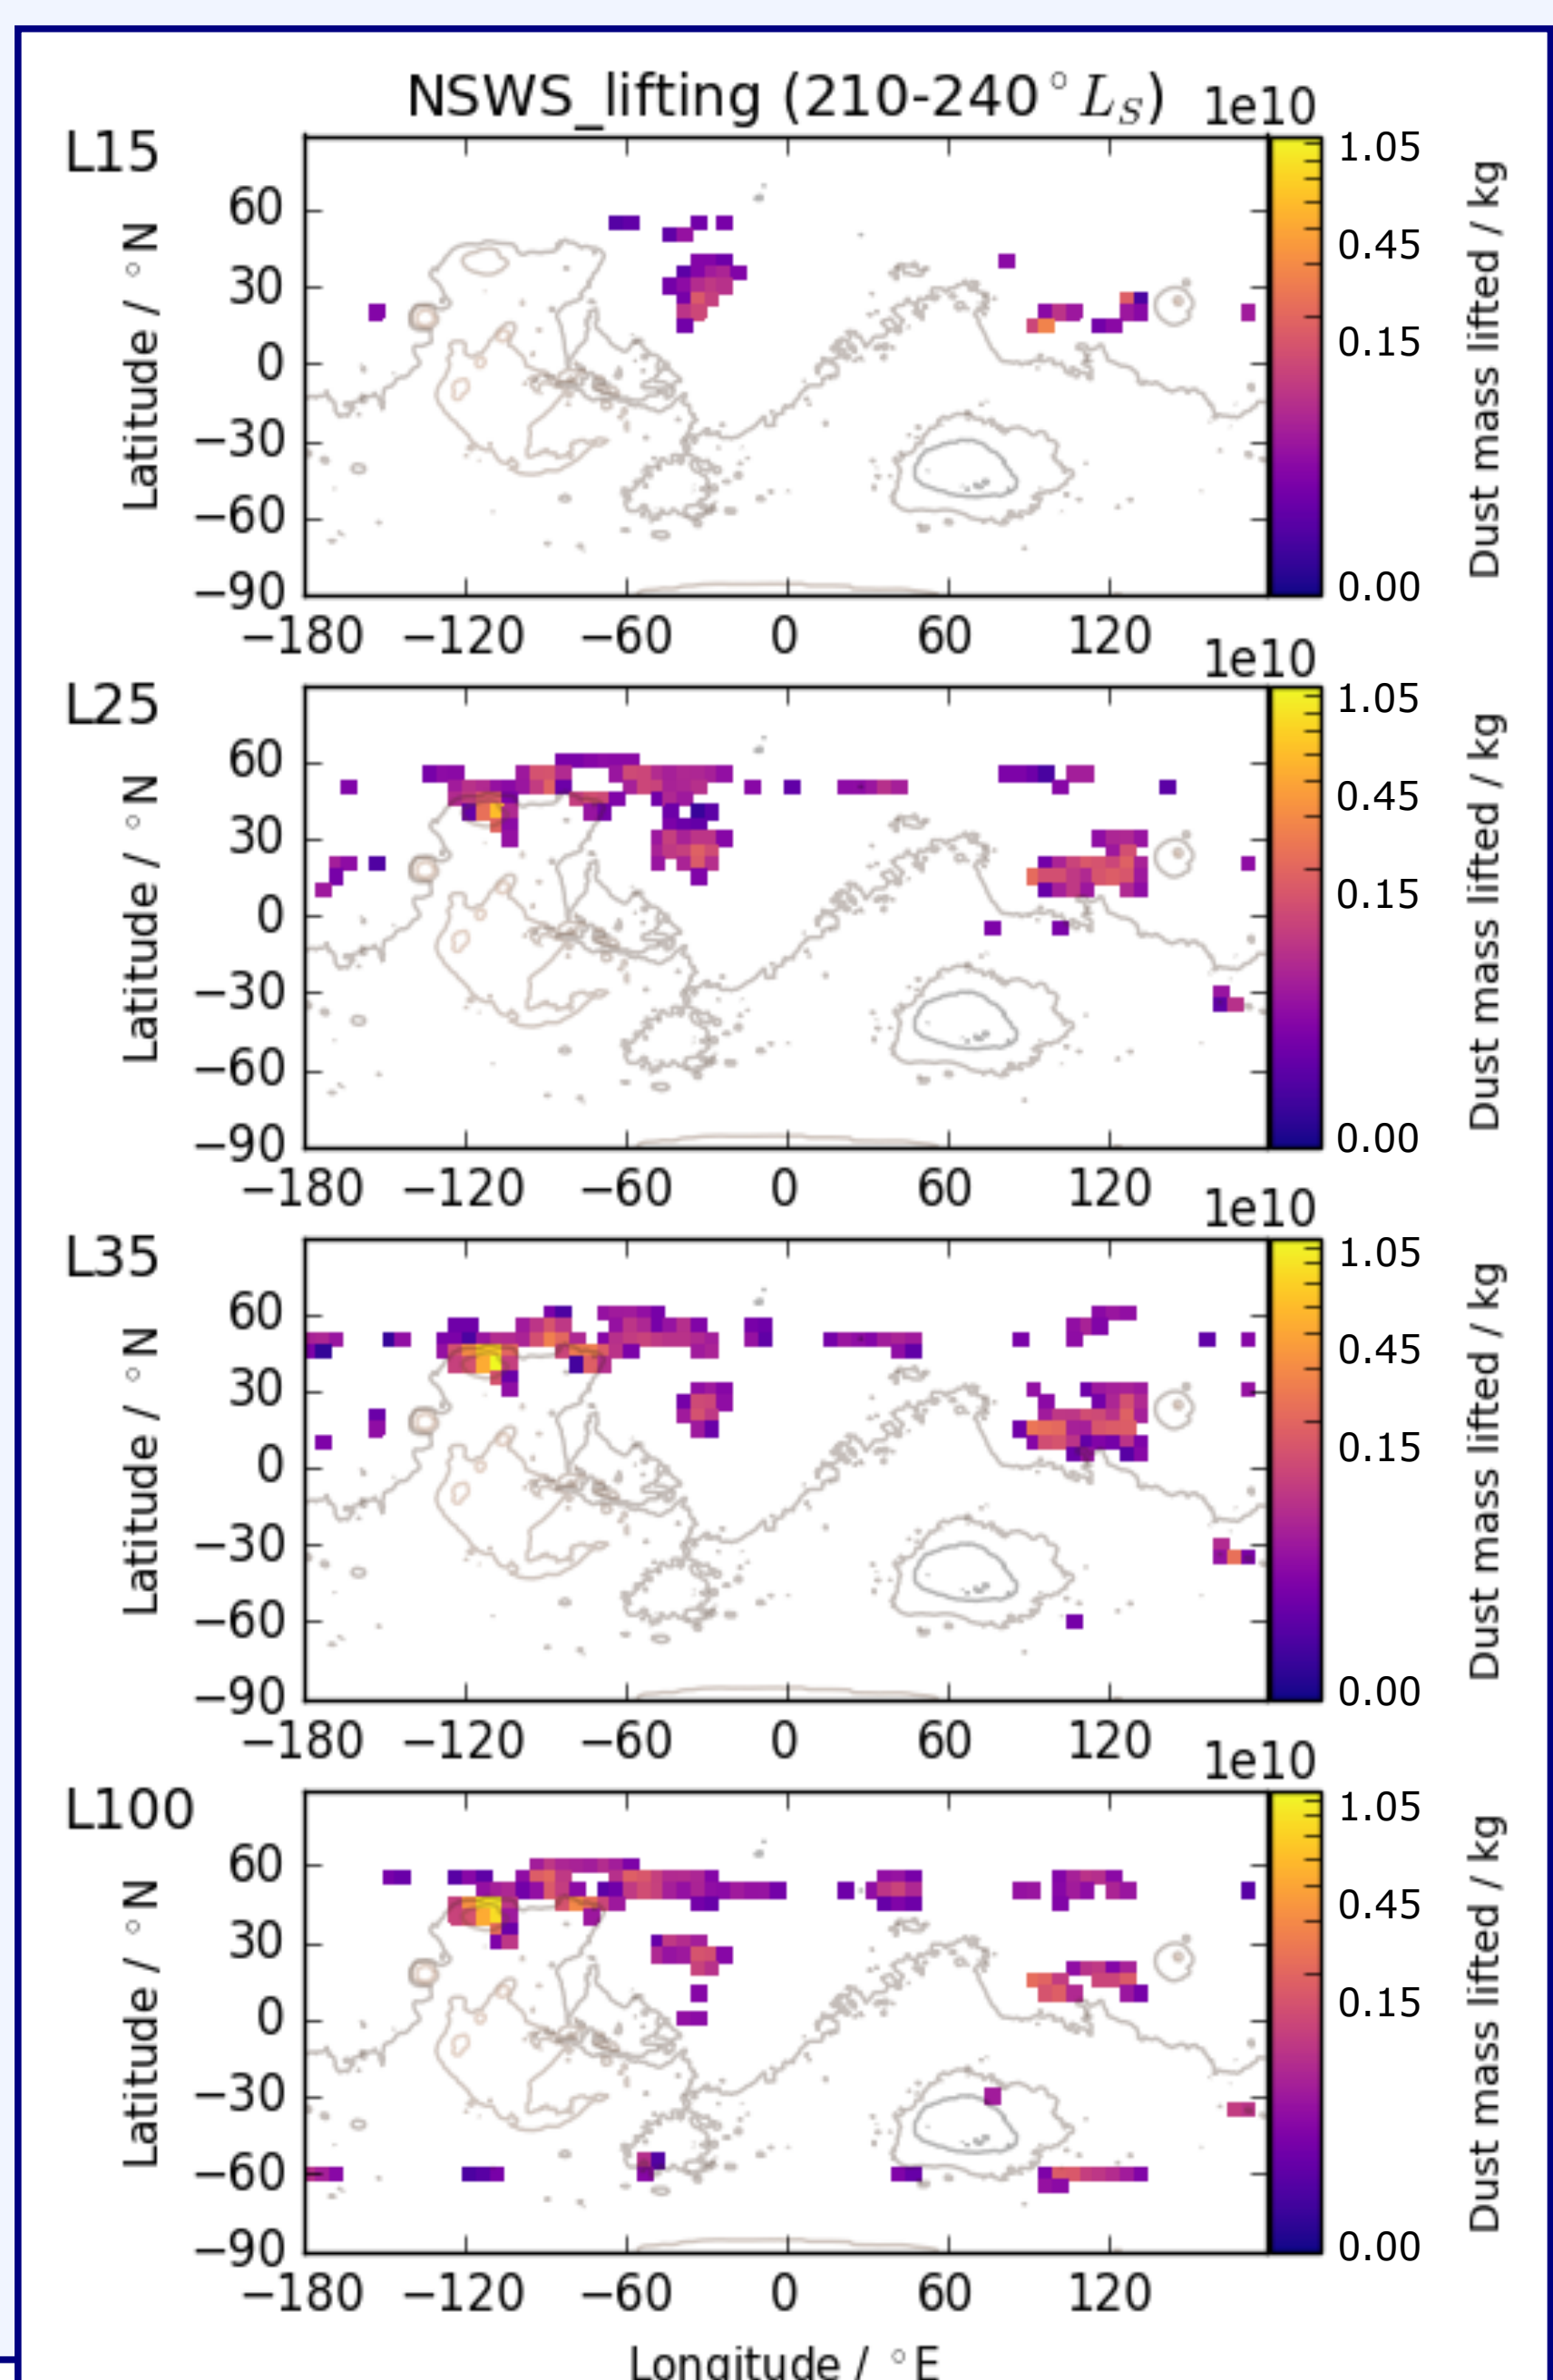 NSWS_lifting (210-240°L_S)
1e10
L15
Latitude / °N
60
30
0
−30
−60
−90
−180 −120 −60 0 60 120
1.05
0.45
0.15
0.00
Dust mass lifted / kg
1e10
L25
Latitude / °N
60
30
0
−30
−60
−90
−180 −120 −60 0 60 120
1.05
0.45
0.15
0.00
Dust mass lifted / kg
1e10
L35
Latitude / °N
60
30
0
−30
−60
−90
−180 −120 −60 0 60 120
1.05
0.45
0.15
0.00
Dust mass lifted / kg
1e10
L100
Latitude / °N
60
30
0
−30
−60
−90
−180 −120 −60 0 60 120
1.05
0.45
0.15
0.00
Dust mass lifted / kg
Longitude / °E